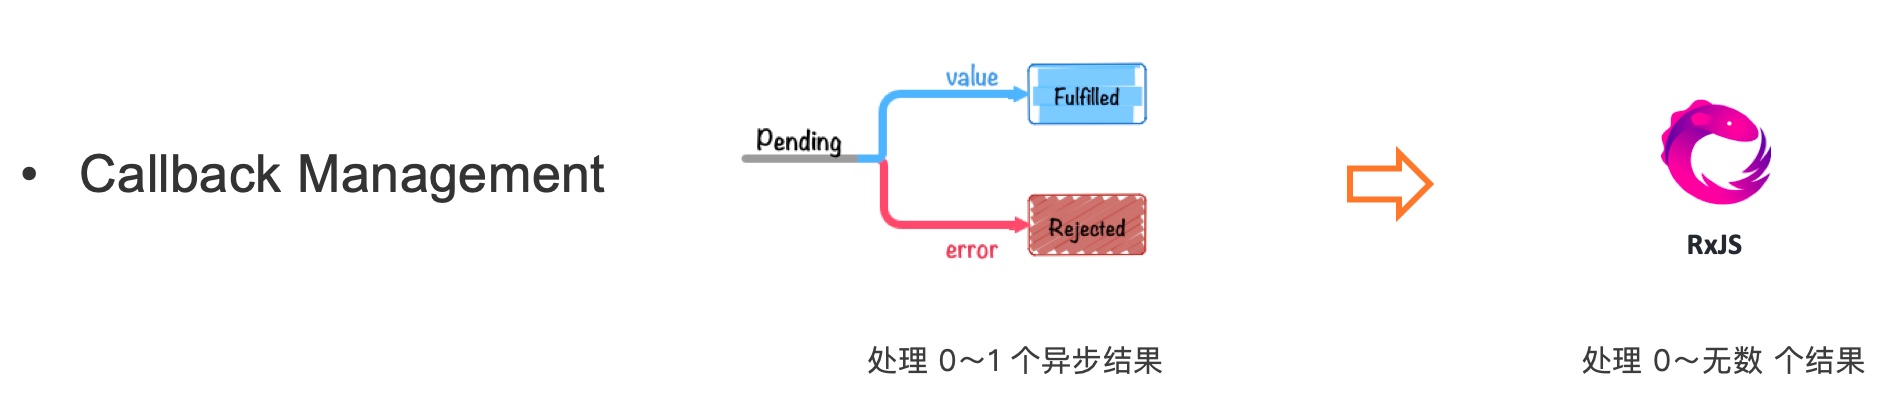 • Callback Management
Pending
value
Fulfilled
error
Rejected
处理 0～1 个异步结果
RxJS
处理 0～无数 个结果